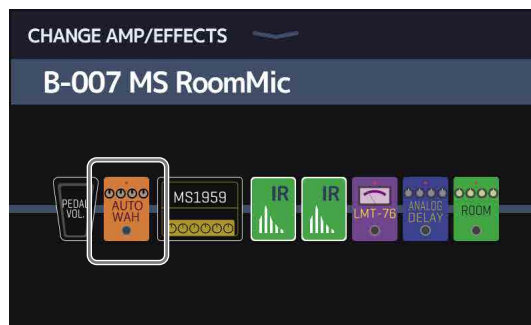 CHANGE AMP/EFFECTS
B-007 MS RoomMic
PEDAL
VOL.
AUTO
WAH
MS1959
IR
IR
LMT-76
ANALOG
DELAY
ROOM